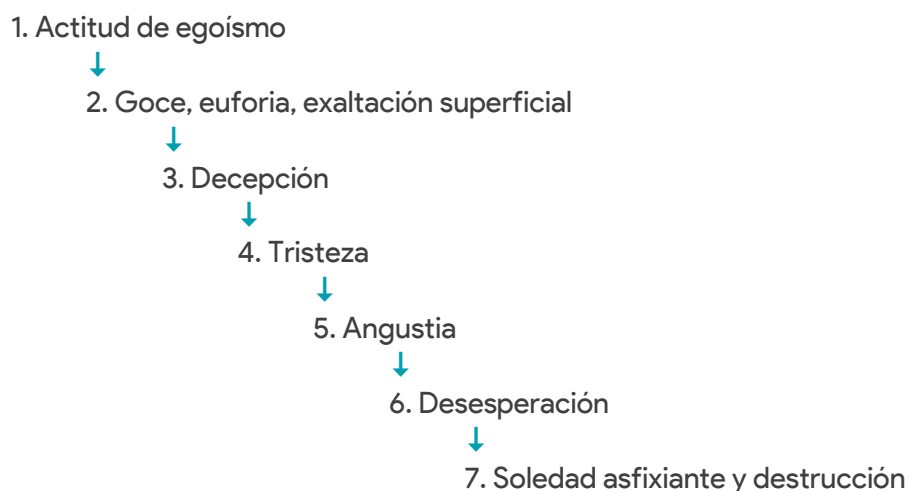 1. Actitud de egoísmo
2. Goce, euforia, exaltación superficial
3. Decepción
4. Tristeza
5. Angustia
6. Desesperación
7. Soledad asfixiante y destrucción